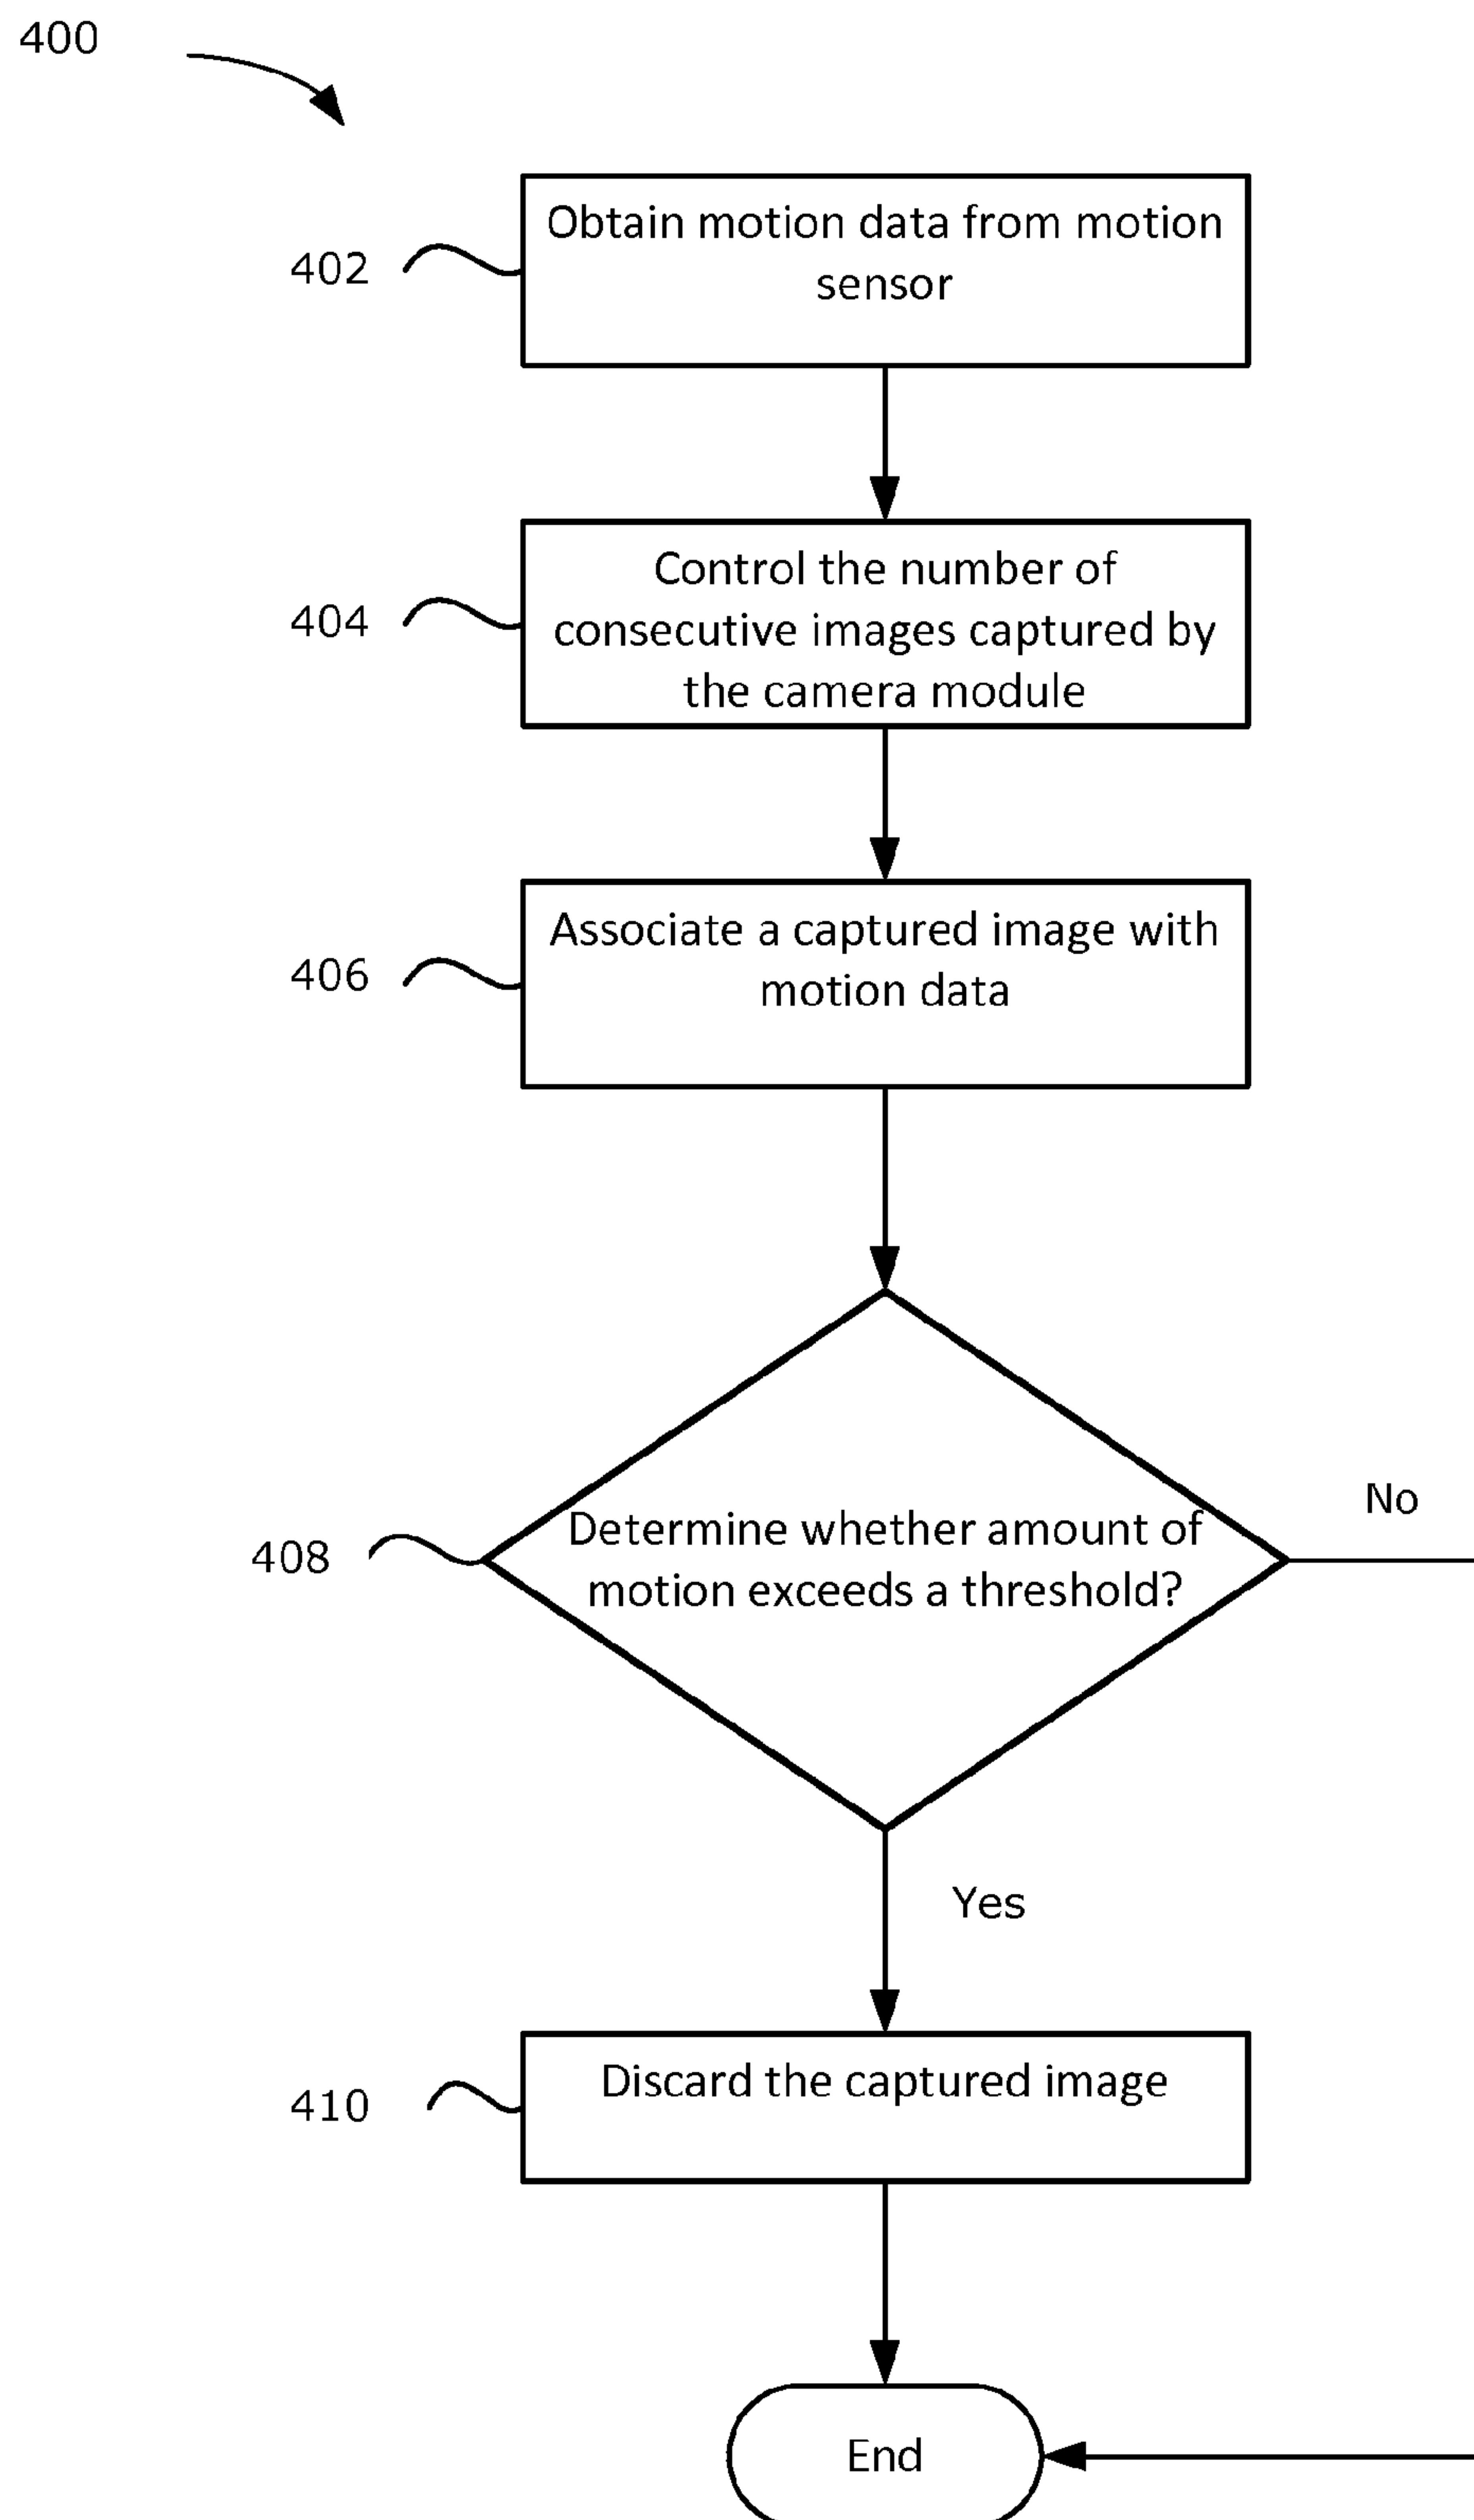 400
402
Obtain motion data from motion
sensor
404
Control the number of
consecutive images captured by
the camera module
406
Associate a captured image with
motion data
408
Determine whether amount of
motion exceeds a threshold?
No
Yes
410
Discard the captured image
End